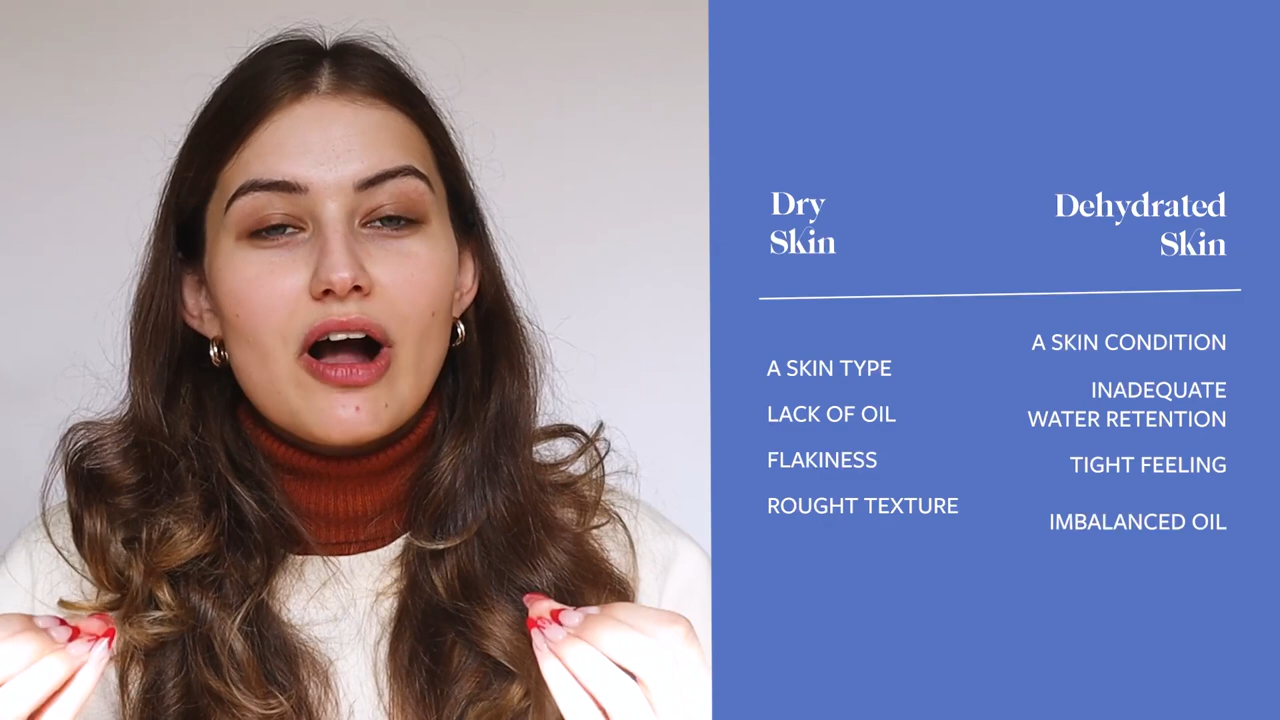 Dry
Skin
A SKIN TYPE
LACK OF OIL
FLAKINESS
ROUGHT TEXTURE
Dehydrated
Skin
A SKIN CONDITION
INADEQUATE
WATER RETENTION
TIGHT FEELING
IMBALANCED OIL